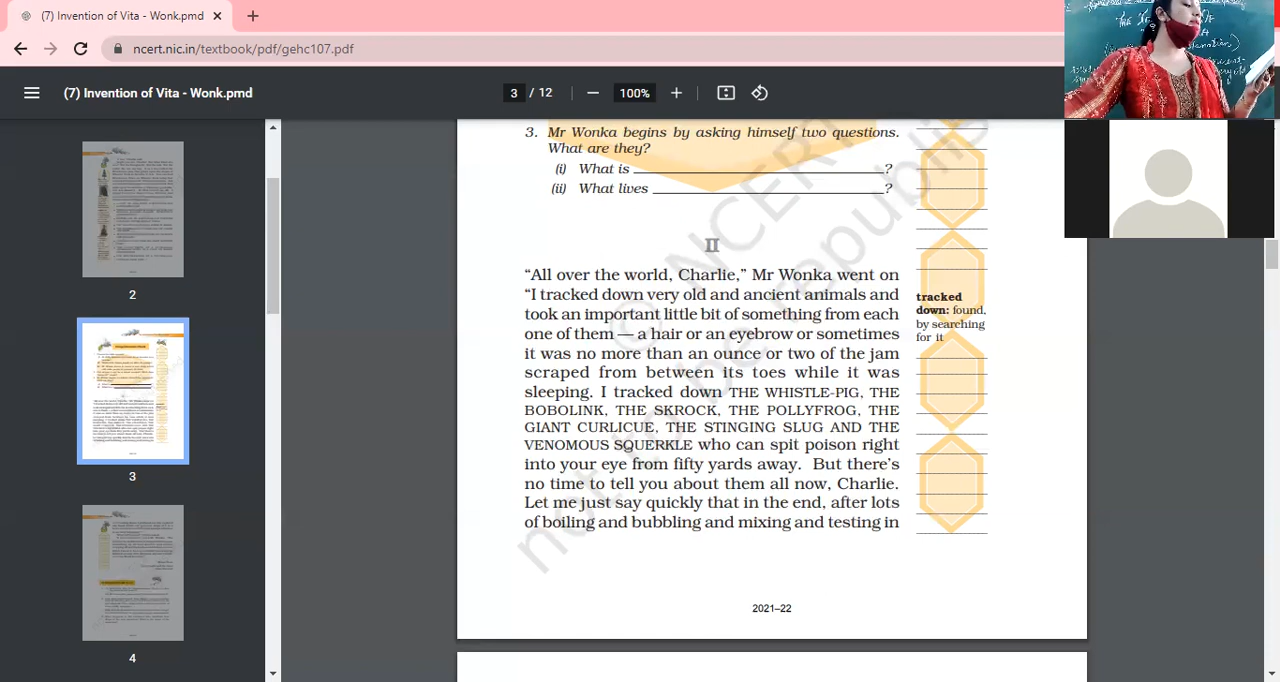 (7) Invention of Vita - Wonk.pmd
ncert.nic.in/textbook/pdf/gehc107.pdf
(7) Invention of Vita - Wonk.pmd
3 / 12
100%
2
3
4
3. Mr Wonka begins by asking himself two questions.
What are they?
(i) What is ?
(ii) What lives ?
II
“All over the world, Charlie,” Mr Wonka went on
“I tracked down very old and ancient animals and
took an important little bit of something from each
one of them — a hair or an eyebrow or sometimes
it was no more than an ounce or two of the jam
scraped from between its toes while it was
sleeping. I tracked down THE WHISTLE-PIG, THE
BOBOLINK, THE SKROCK, THE POLLYFROG, THE
GIANT CURLICUE, THE STINGING SLUG AND THE
VENOMOUS SQUERKLE who can spit poison right
into your eye from fifty yards away. But there’s
no time to tell you about them all now, Charlie.
Let me just say quickly that in the end, after lots
of boiling and bubbling and mixing and testing in
tracked
down: found,
by searching
for it
© NCERT
not to be republis
2021–22